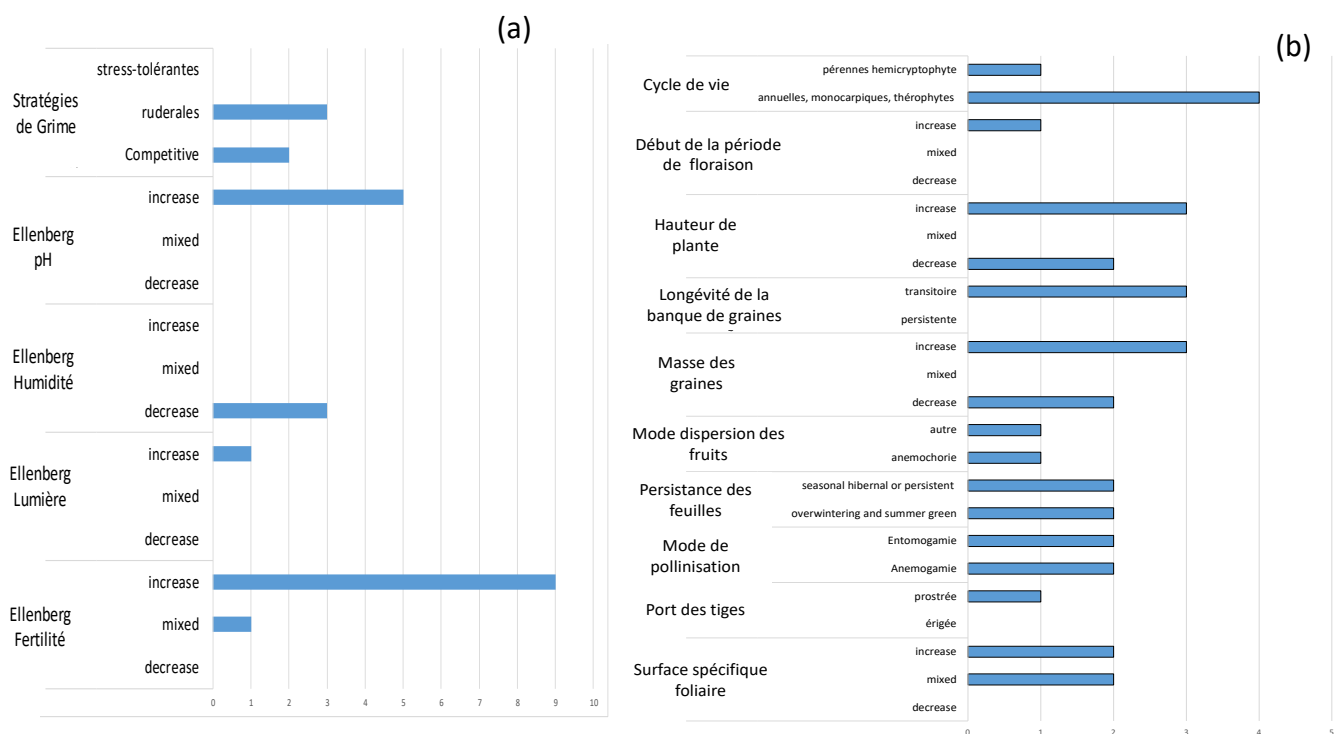 (a)
Stratégies
de Grime
stress-tolérantes
ruderales
Competitive
Ellenberg
pH
increase
mixed
decrease
Ellenberg
Humidité
increase
mixed
decrease
Ellenberg
Lumière
increase
mixed
decrease
Ellenberg
Fertilité
increase
mixed
decrease
0 1 2 3 4 5 6 7 8 9 10
(b)
Cycle de vie
pérennes hemicryptophyte
annuelles, monocarpiques, thérophytes
Début de la période
de floraison
increase
mixed
decrease
Hauteur de
plante
increase
mixed
decrease
Longévité de la
banque de graines
transitoire
persistente
Masse des
graines
increase
mixed
decrease
Mode dispersion des
fruits
autre
anemochorie
Persistance des
feuilles
seasonal hibernal or persistent
overwintering and summer green
Mode de
pollinisation
Entomogamie
Anemogamie
Port des tiges
prostrée
érigée
Surface spécifique
foliaire
increase
mixed
decrease
0 1 2 3 4 5